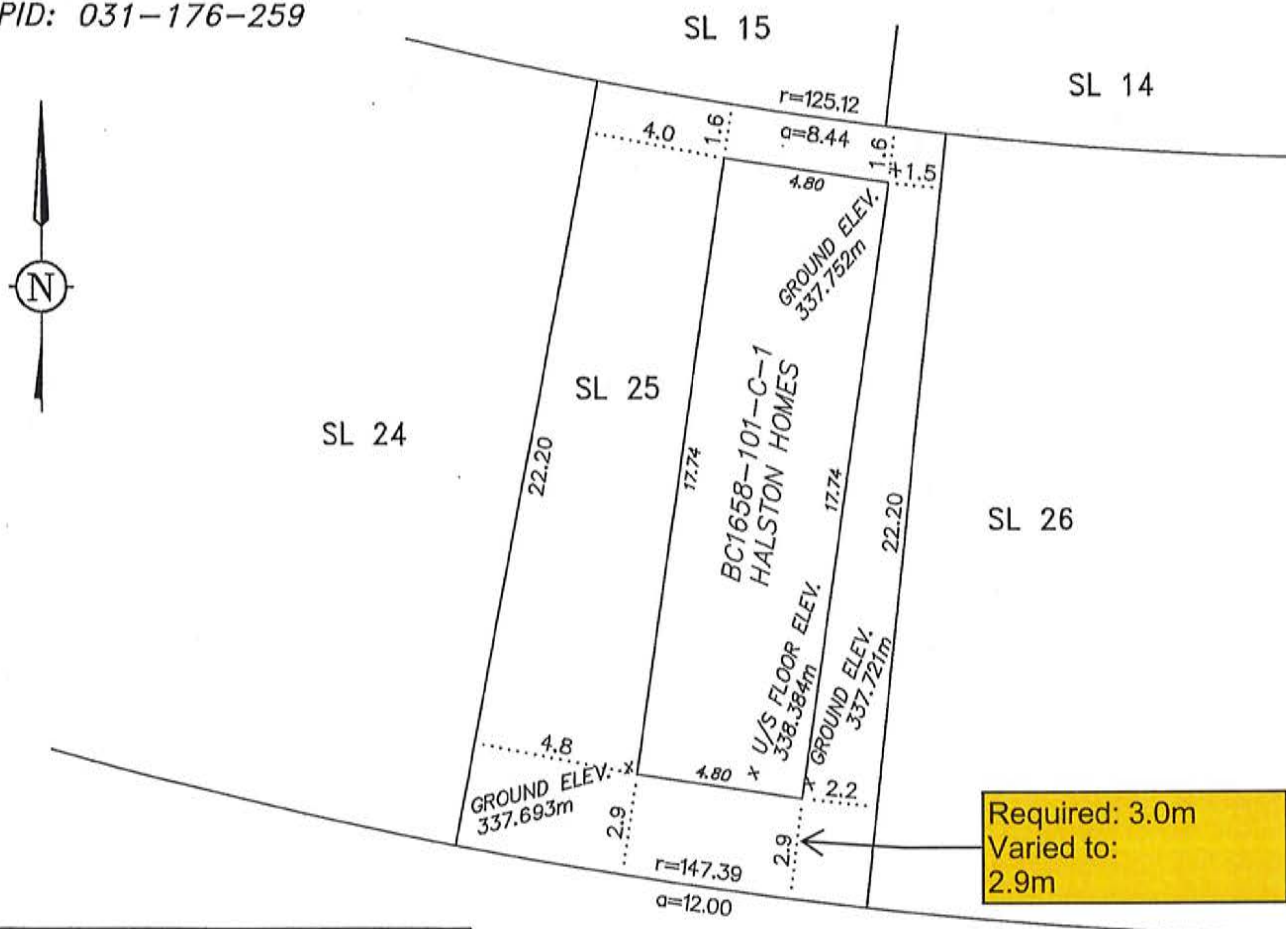 PID: 031-176-259
SL 15
SL 14
r=125.12
a=8.44
4.0
1.6
1.6
1.5
4.80
GROUND ELEV.
337.752m
N
SL 25
SL 24
22.20
17.74
BC1658-101-C-1
HALSTON HOMES
17.74
22.20
SL 26
U/S FLOOR ELEV.
338.384m
GROUND ELEV.
337.721m
4.8
x
4.80
x
x
2.2
GROUND ELEV.
337.693m
2.9
2.9
r=147.39
a=12.00
Required: 3.0m
Varied to:
2.9m